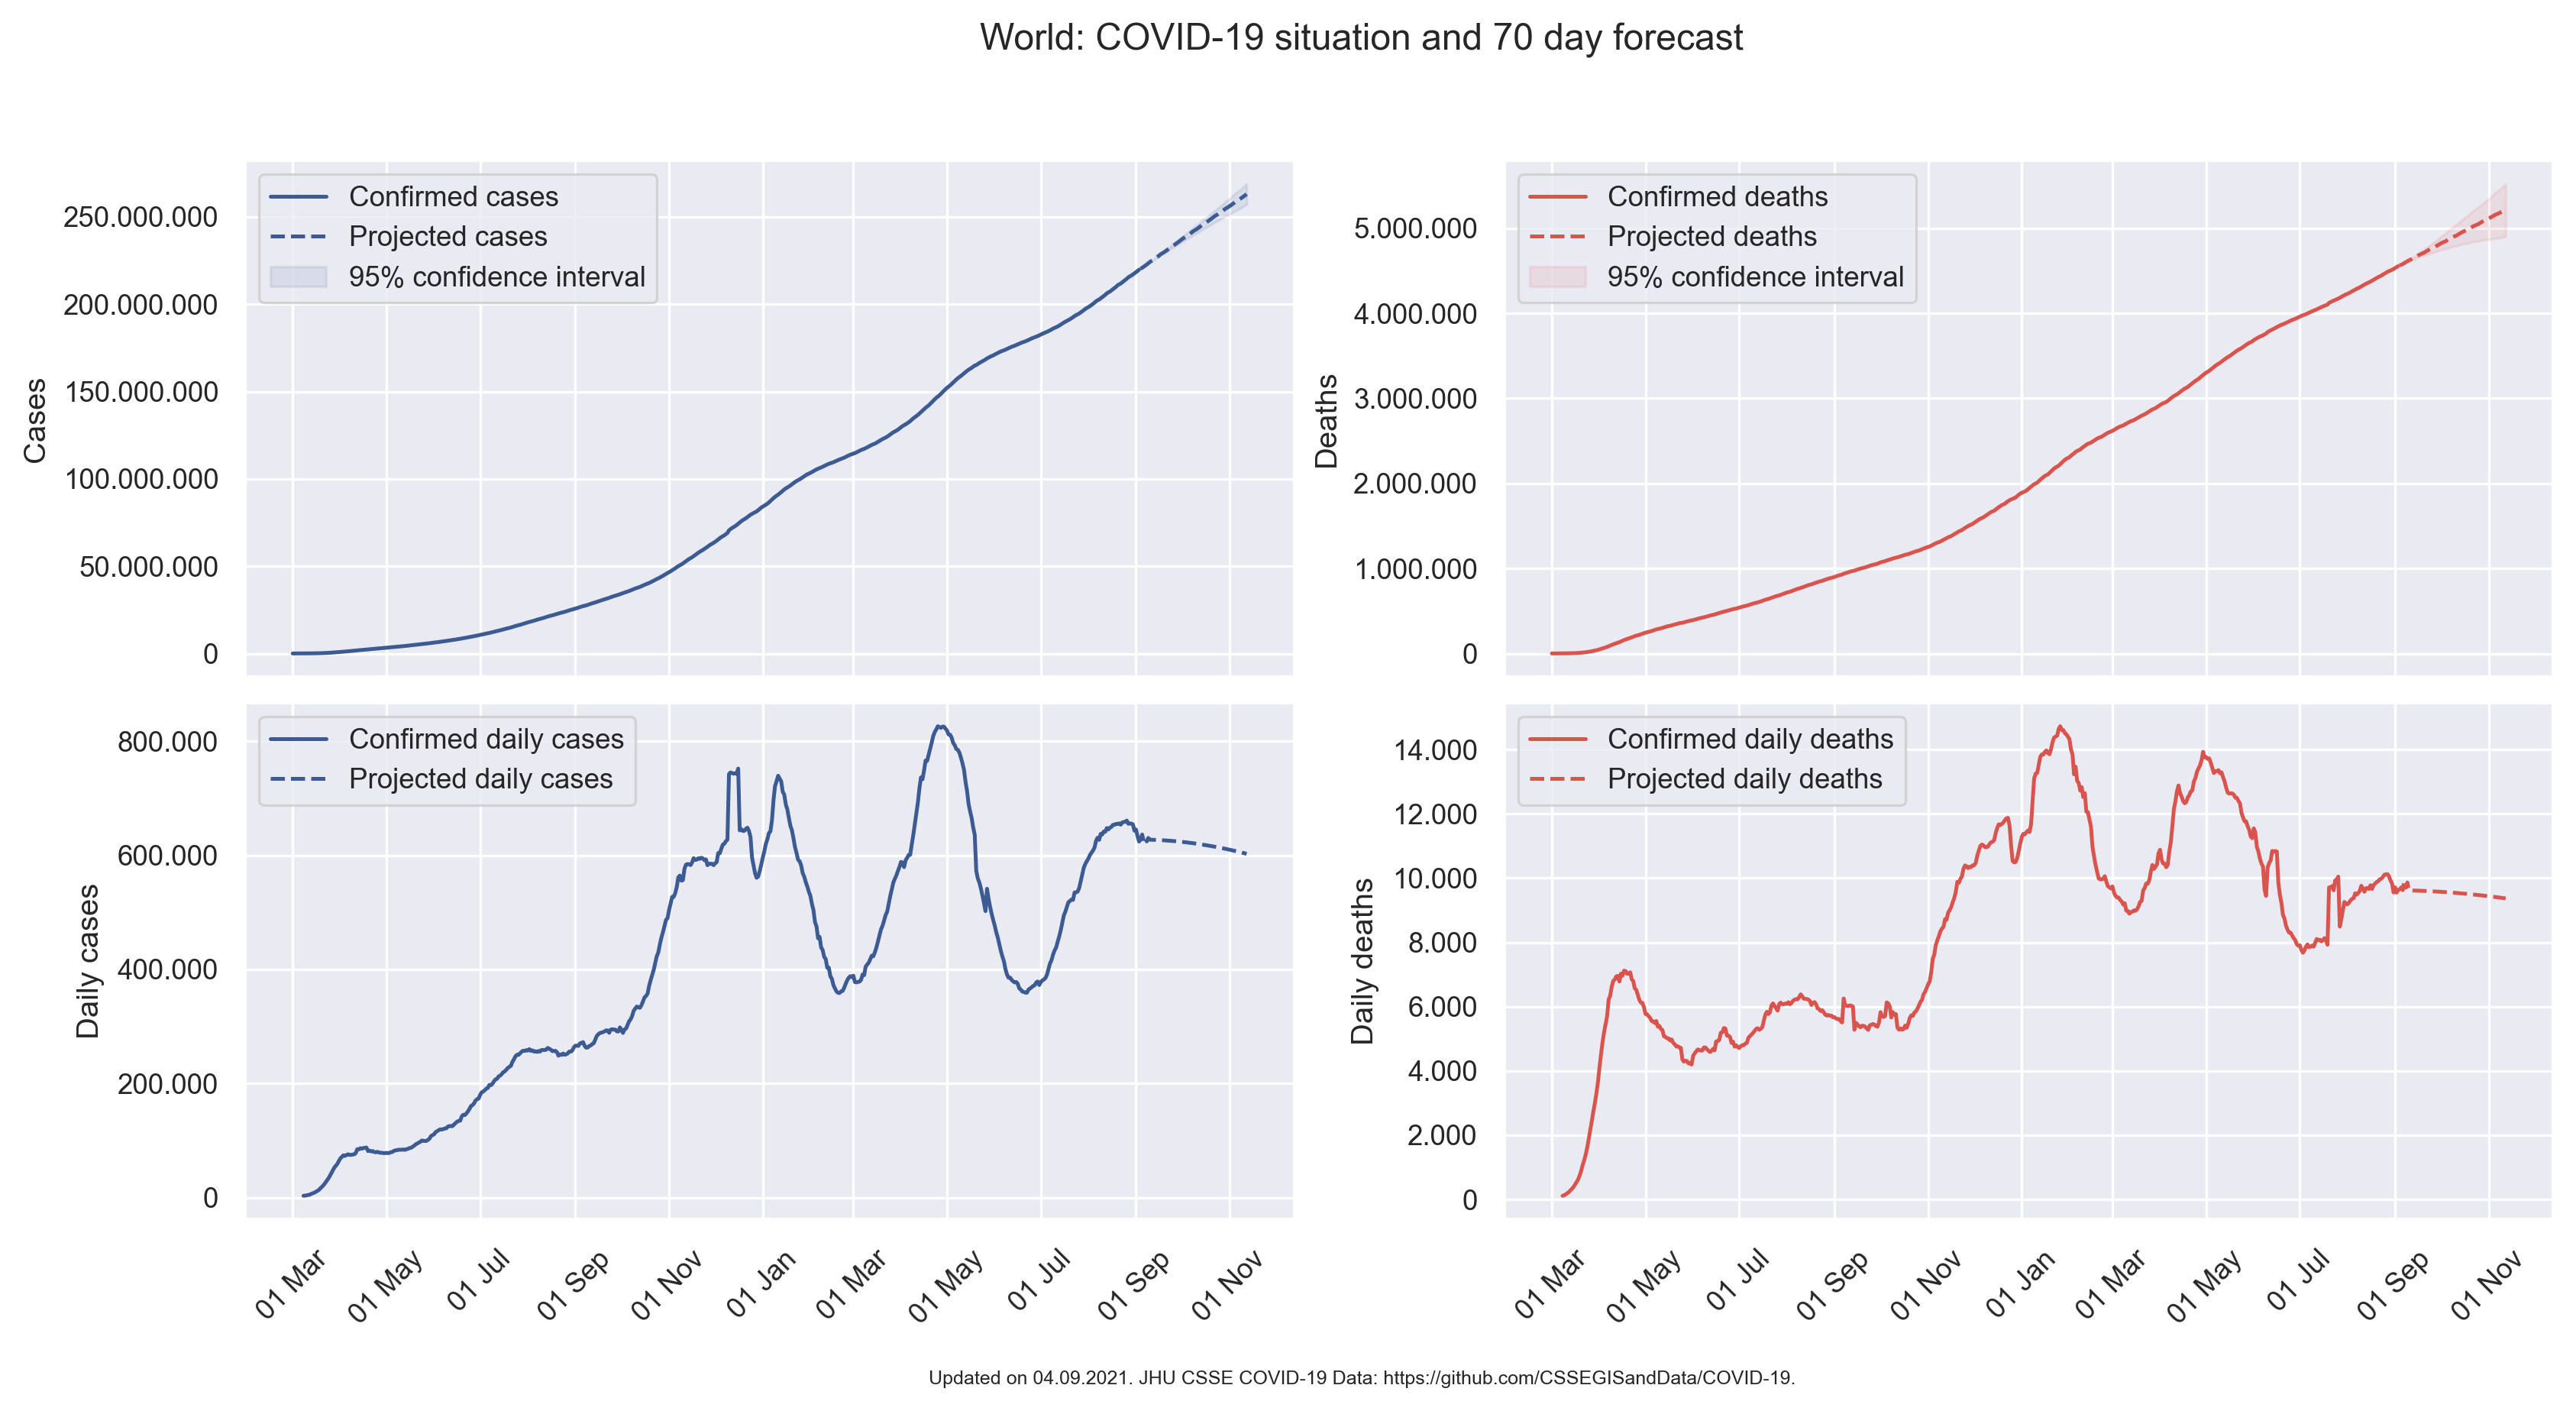 World: COVID-19 situation and 70 day forecast
Confirmed cases
Projected cases
95% confidence interval
Cases
250.000.000
200.000.000
150.000.000
100.000.000
50.000.000
0
Confirmed deaths
Projected deaths
95% confidence interval
Deaths
5.000.000
4.000.000
3.000.000
2.000.000
1.000.000
0
Confirmed daily cases
Projected daily cases
Daily cases
800.000
600.000
400.000
200.000
0
01 Mar
01 May
01 Jul
01 Sep
01 Nov
01 Jan
01 Mar
01 May
01 Jul
01 Sep
01 Nov
Confirmed daily deaths
Projected daily deaths
Daily deaths
14.000
12.000
10.000
8.000
6.000
4.000
2.000
0
01 Mar
01 May
01 Jul
01 Sep
01 Nov
01 Jan
01 Mar
01 May
01 Jul
01 Sep
01 Nov
Updated on 04.09.2021. JHU CSSE COVID-19 Data: https://github.com/CSSEGISandData/COVID-19.